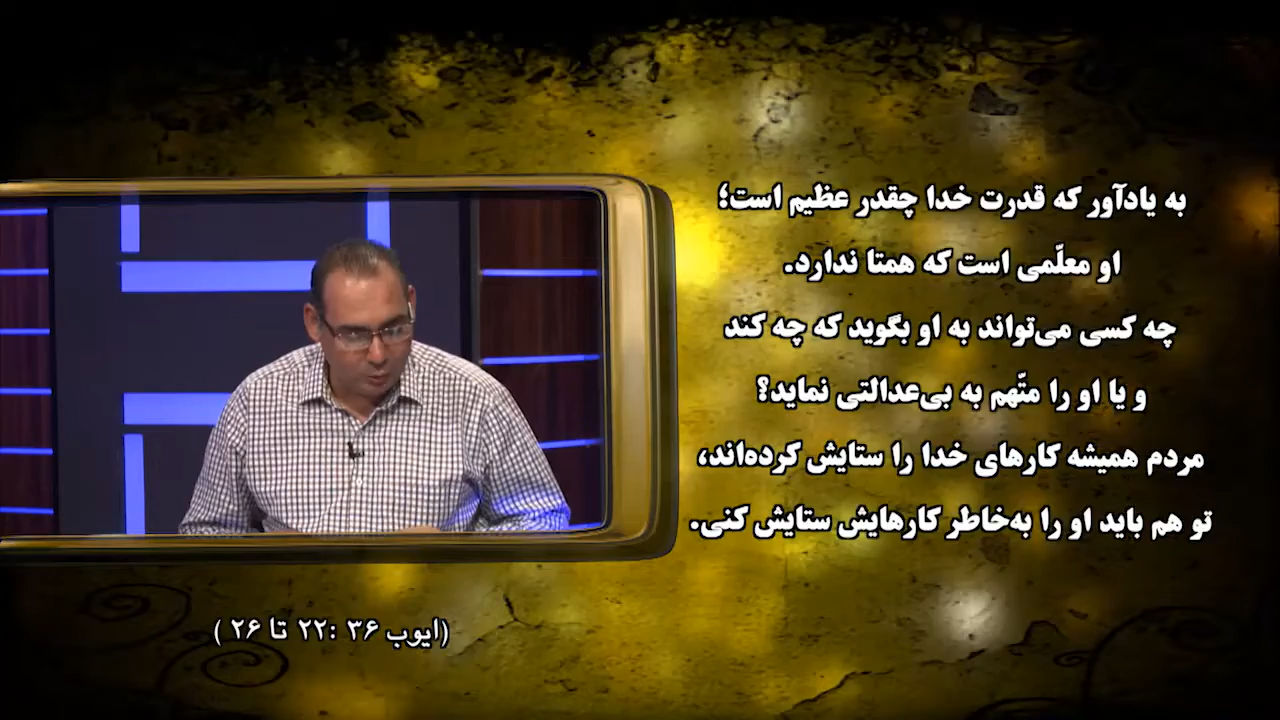 به یادآور که قدرت خدا چقدر عظیم است؛
او معلّمی است که همتا ندارد.
چه کسی می‌تواند به او بگوید که چه کند
و یا او را متّهم به بی‌عدالتی نماید؟
مردم همیشه کارهای خدا را ستایش کرده‌اند،
تو هم باید او را به‌خاطر کارهایش ستایش کنی.
(ایوب ۳۶ :۲۲ تا ۲۶ )